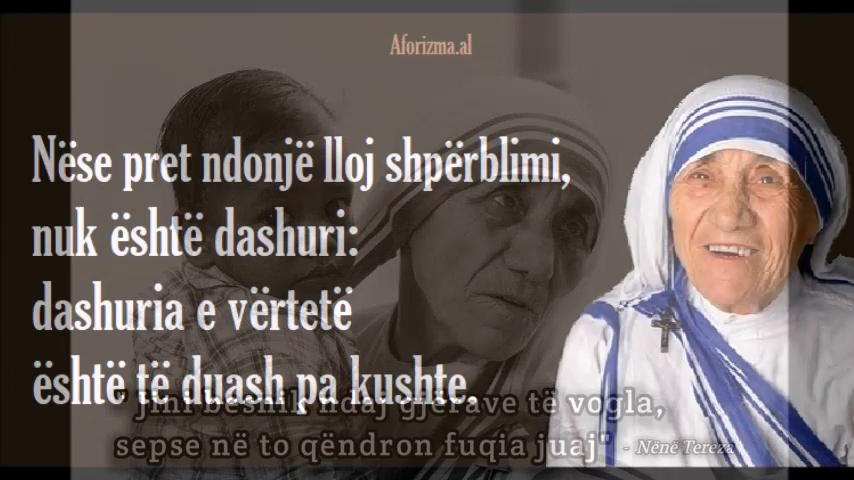 Aforizma.al
Nëse pret ndonjë lloj shpërblimi,
nuk është dashuri:
dashuria e vërtetë
është të duash pa kushte.
"Jini besnik ndaj gjërave të vogla,
sepse në to qëndron fuqia juaj" - Nënë Tereza